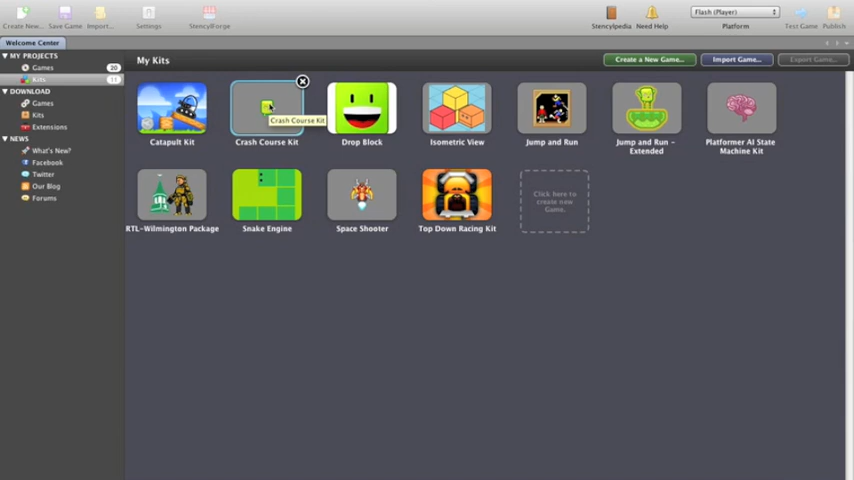 Create New...
Save Game
Import...
Settings
StencylForge
Stencylpedia
Need Help
Flash (Player)
Platform
Test Game
Publish
Welcome Center
MY PROJECTS
Games 20
Kits 11
DOWNLOAD
Games
Kits
Extensions
NEWS
What's New?
Facebook
Twitter
Our Blog
Forums
My Kits
Create a New Game...
Import Game...
Export Game...
Crash Course Kit
Catapult Kit
Crash Course Kit
Drop Block
Isometric View
Jump and Run
Jump and Run -
Extended
Platformer AI State
Machine Kit
RTL-Wilmington Package
Snake Engine
Space Shooter
Top Down Racing Kit
Click here to
create new
Game.